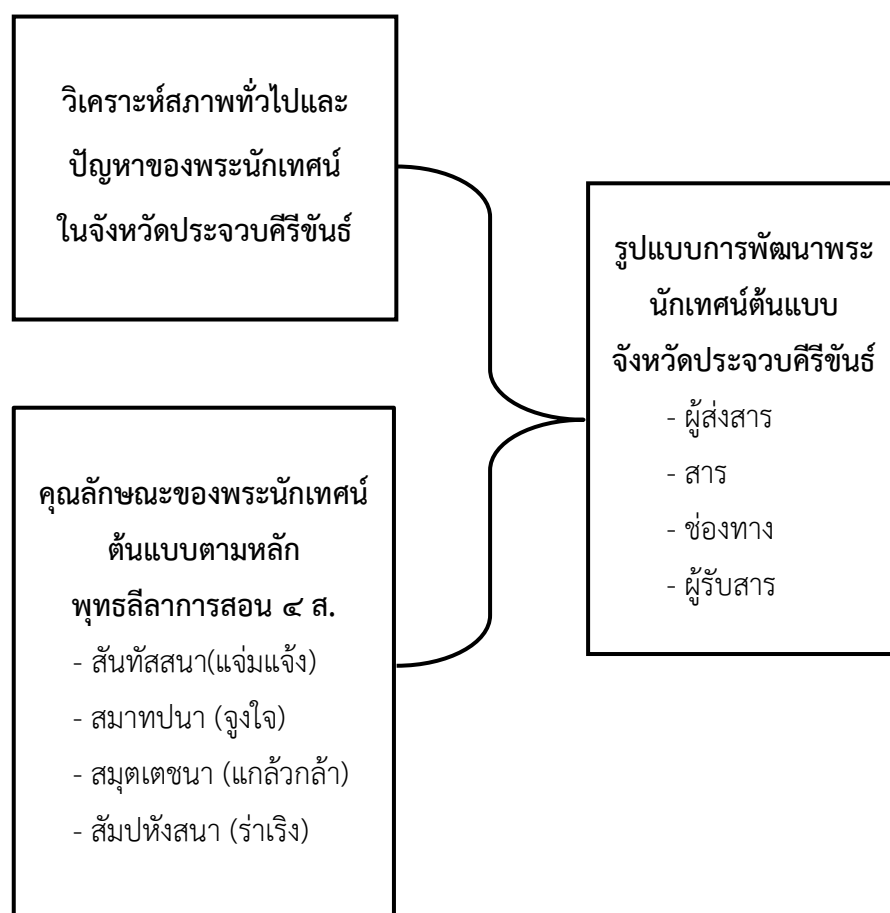 วิเคราะห์สภาพทั่วไปและ
ปัญหาของพระนักเทศน์
ในจังหวัดประจวบคีรีขันธ์
คุณลักษณะของพระนักเทศน์
ต้นแบบตามหลัก
พุทธลีลาการสอน ๔ ส.
- สันทัสสนา(แจ่มแจ้ง)
- สมาทปนา (จูงใจ)
- สมุตเตชนา (แกล้วกล้า)
- สัมปหังสนา (ร่าเริง)
รูปแบบการพัฒนาพระ
นักเทศน์ต้นแบบ
จังหวัดประจวบคีรีขันธ์
- ผู้ส่งสาร
- สาร
- ช่องทาง
- ผู้รับสาร